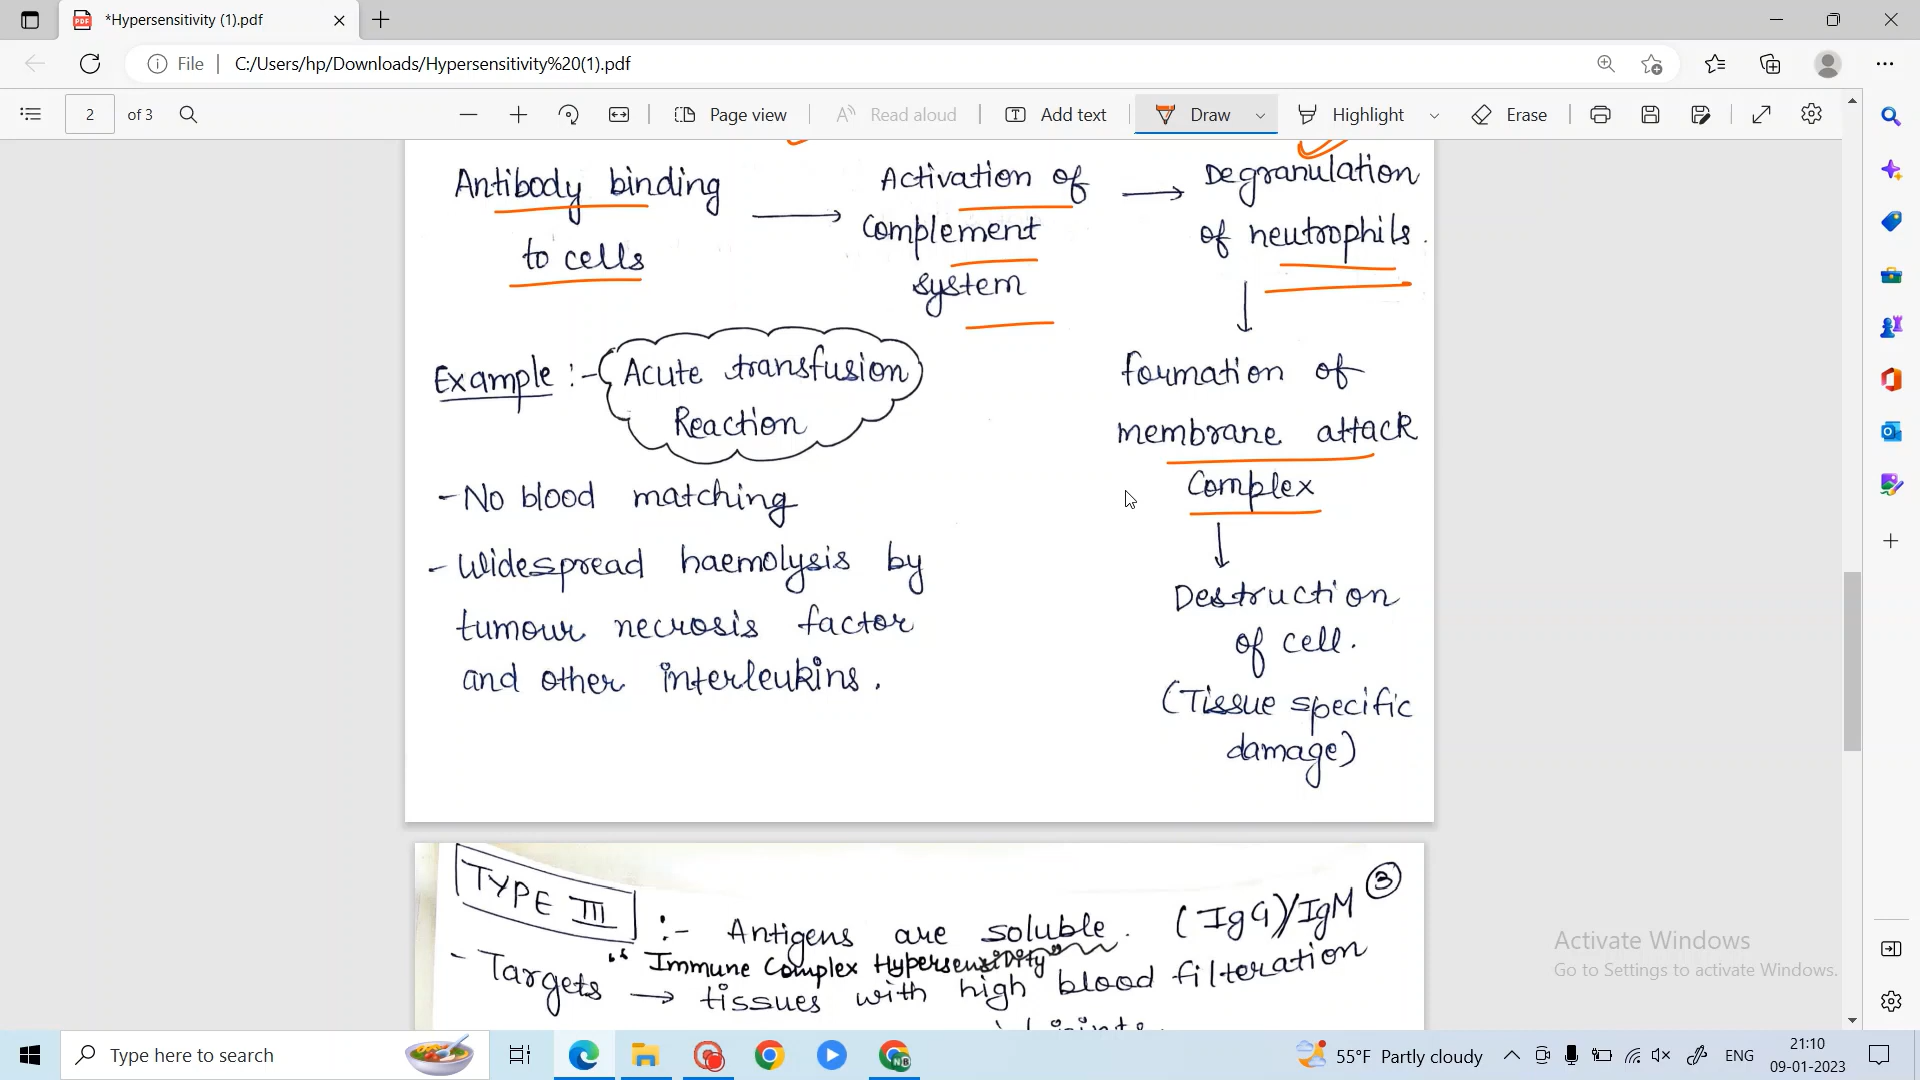 *Hypersensitivity (1).pdf
File
C:/Users/hp/Downloads/Hypersensitivity%20(1).pdf
2 of 3
Page view
Read aloud
Add text
Draw
Highlight
Erase
Antibody binding
to cells
Activation of
Complement
system
Degranulation
of neutrophils.
Example :- Acute transfusion
Reaction
formation of
membrane attack
Complex
- No blood matching
- Widespread haemolysis by
tumour necrosis factor
and other interleukins.
Destruction
of cell.
(Tissue specific
damage)
3
TYPE III :- Antigens are soluble. (IgG)/IgM
"Immune Complex Hypersensitivity"
- Targets → tissues with high blood filteration
Activate Windows
Go to Settings to activate Windows.
Type here to search
55°F Partly cloudy
ENG
21:10
09-01-2023